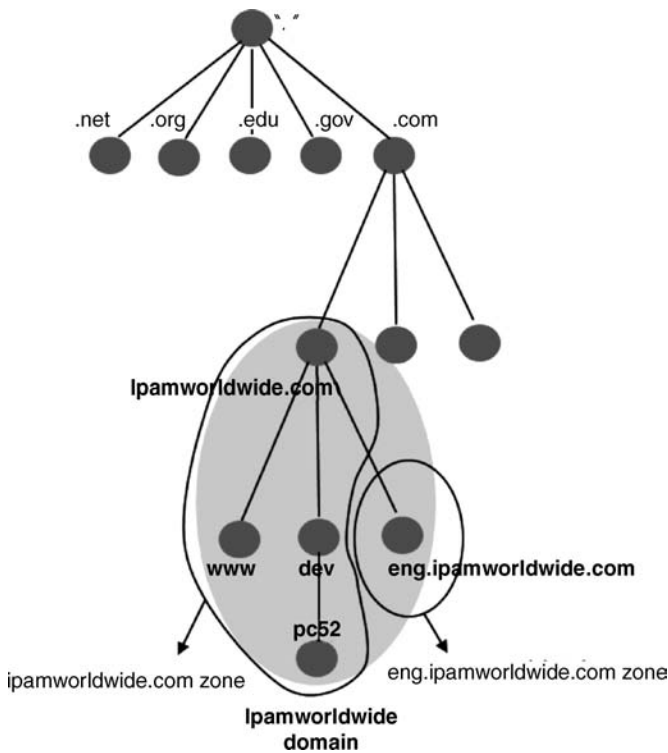 "."
.net .org .edu .gov .com
Ipamworldwide.com
www dev eng.ipamworldwide.com
pc52
ipamworldwide.com zone
eng.ipamworldwide.com zone
Ipamworldwide
domain